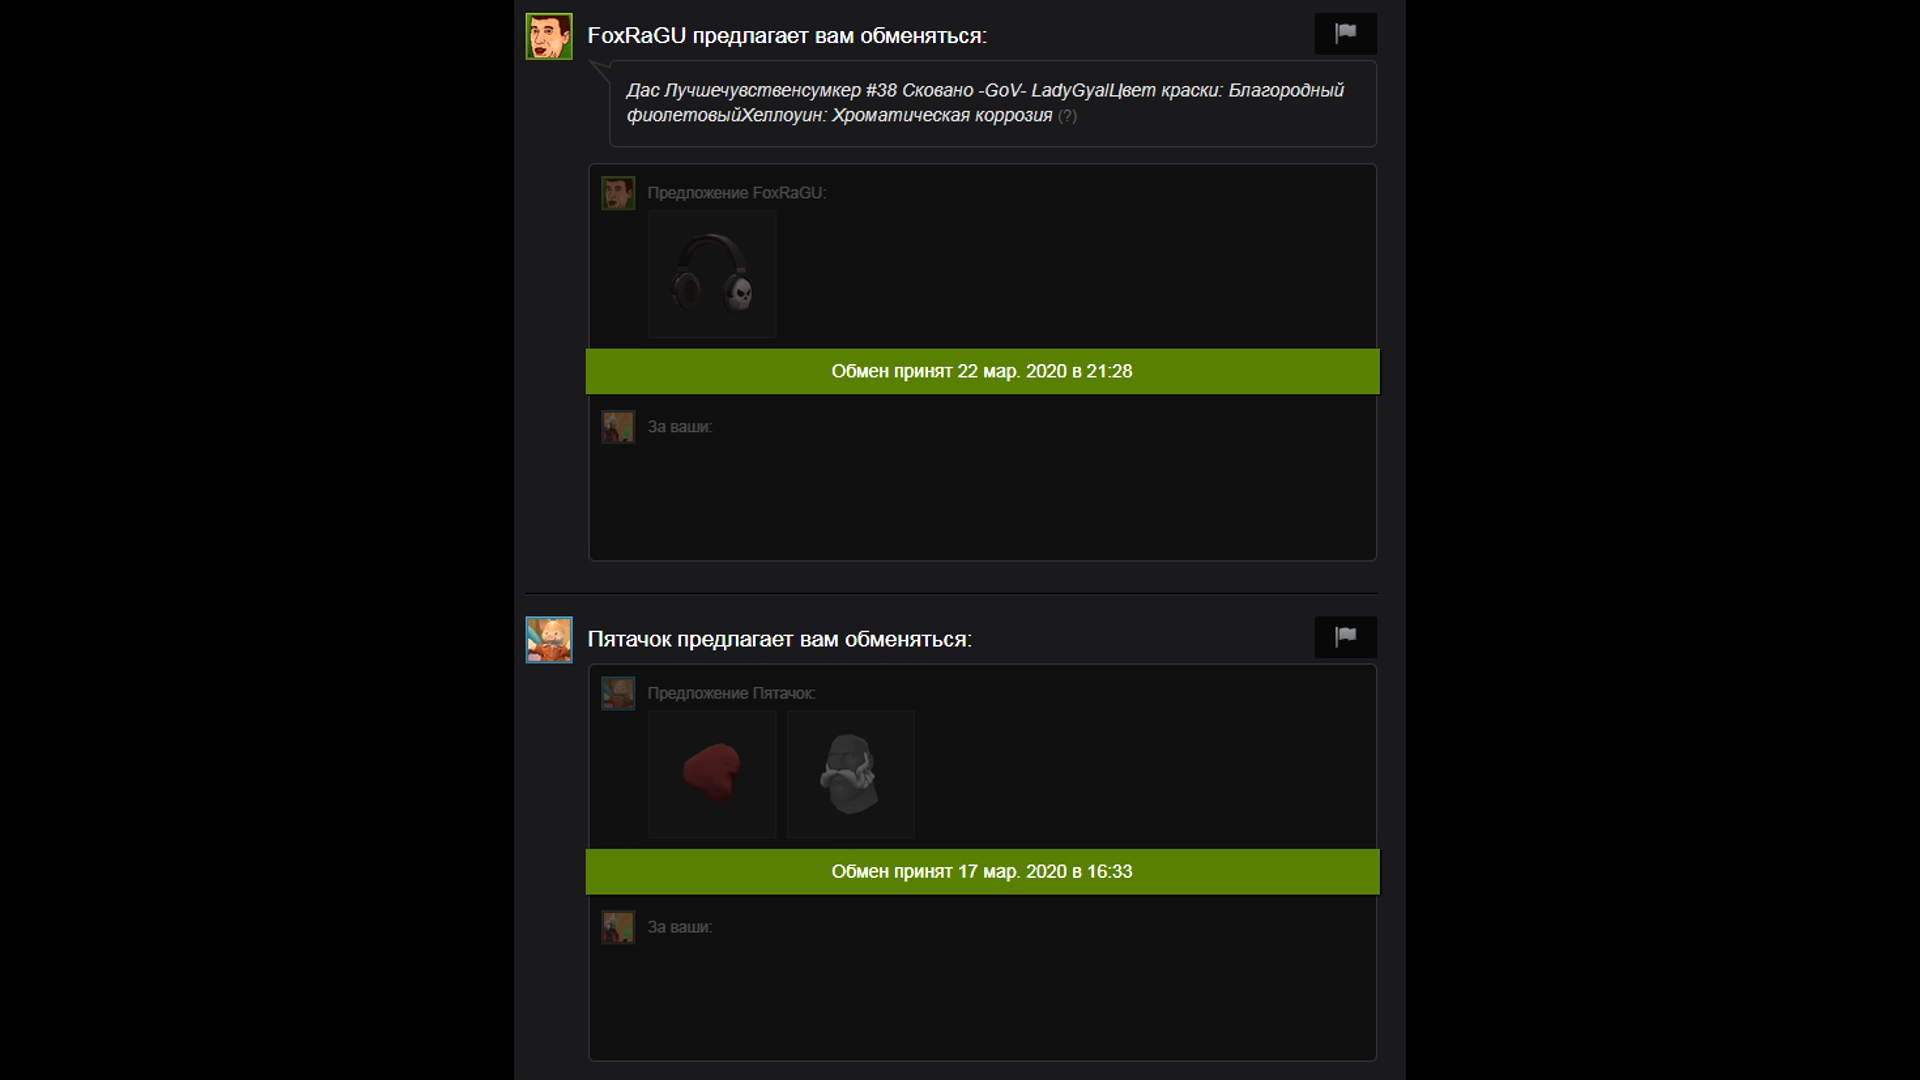 FoxRaGU предлагает вам обменяться:
Дас Лучшечувственсумкер #38 Сковано -GoV- LadyGyalЦвет краски: Благородный
фиолетовыйХеллоуин: Хроматическая коррозия (?)
Предложение FoxRaGU:
Обмен принят 22 мар. 2020 в 21:28
За ваши:
Пятачок предлагает вам обменяться:
Предложение Пятачок:
Обмен принят 17 мар. 2020 в 16:33
За ваши: